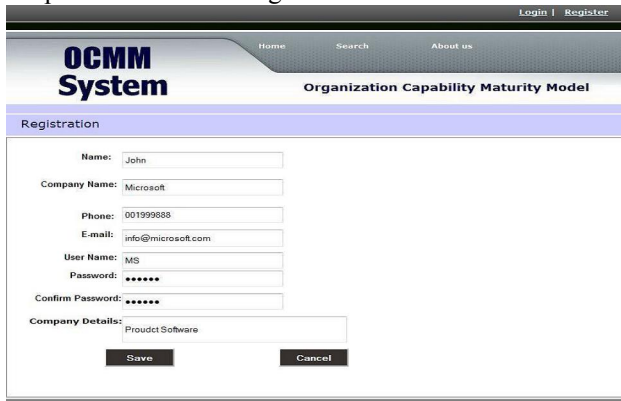 Login | Register
Home Search About us
OCMM
System
Organization Capability Maturity Model
Registration
Name: John
Company Name: Microsoft
Phone: 001999888
E-mail: info@microsoft.com
User Name: MS
Password: ••••••
Confirm Password: ••••••
Company Details: Proudct Software
Save Cancel